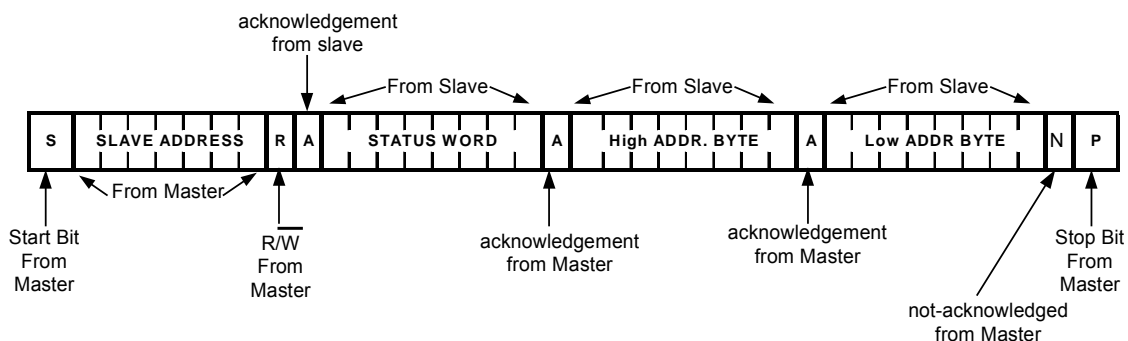 acknowledgement
from slave
From Slave
From Slave
From Slave
S SLAVE ADDRESS R A STATUS WORD A High ADDR. BYTE A Low ADDR BYTE N P
From Master
Start Bit
From
Master
R/W̅
From
Master
acknowledgement
from Master
acknowledgement
from Master
Stop Bit
From
Master
not-acknowledged
from Master